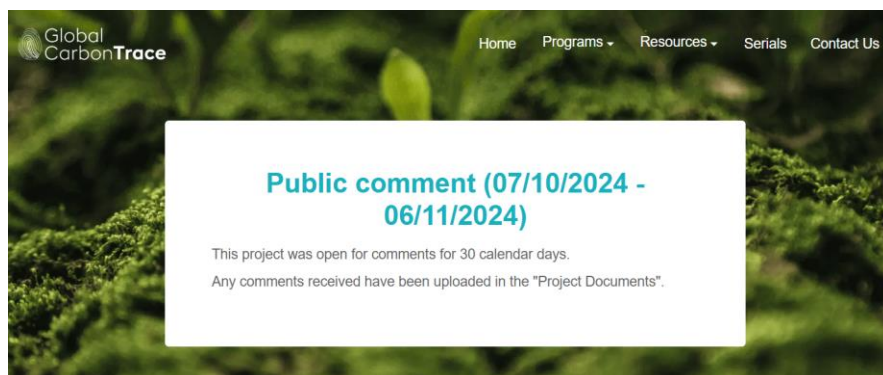 Global
CarbonTrace
Home Programs Resources Serials Contact Us
Public comment (07/10/2024 -
06/11/2024)
This project was open for comments for 30 calendar days.
Any comments received have been uploaded in the "Project Documents".